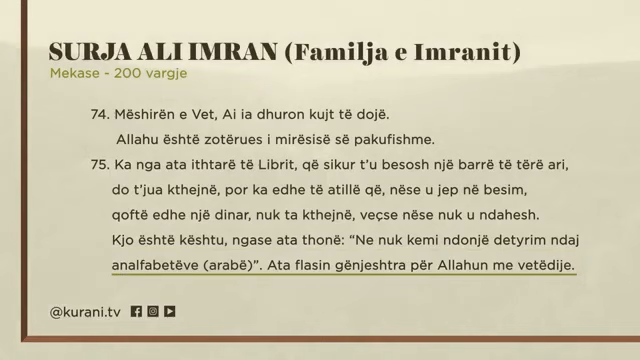 SURJA ALI IMRAN (Familja e Imranit)
Mekase - 200 vargje
74. Mëshirën e Vet, Ai ia dhuron kujt të dojë.
Allahu është zotërues i mirësisë së pakufishme.
75. Ka nga ata ithtarë të Librit, që sikur t’u besosh një barrë të tërë ari,
do t’jua kthejnë, por ka edhe të atillë që, nëse u jep në besim,
qoftë edhe një dinar, nuk ta kthejnë, veçse nëse nuk u ndahesh.
Kjo është kështu, ngase ata thonë: “Ne nuk kemi ndonjë detyrim ndaj
analfabetëve (arabë)”. Ata flasin gënjeshtra për Allahun me vetëdije.
@kurani.tv